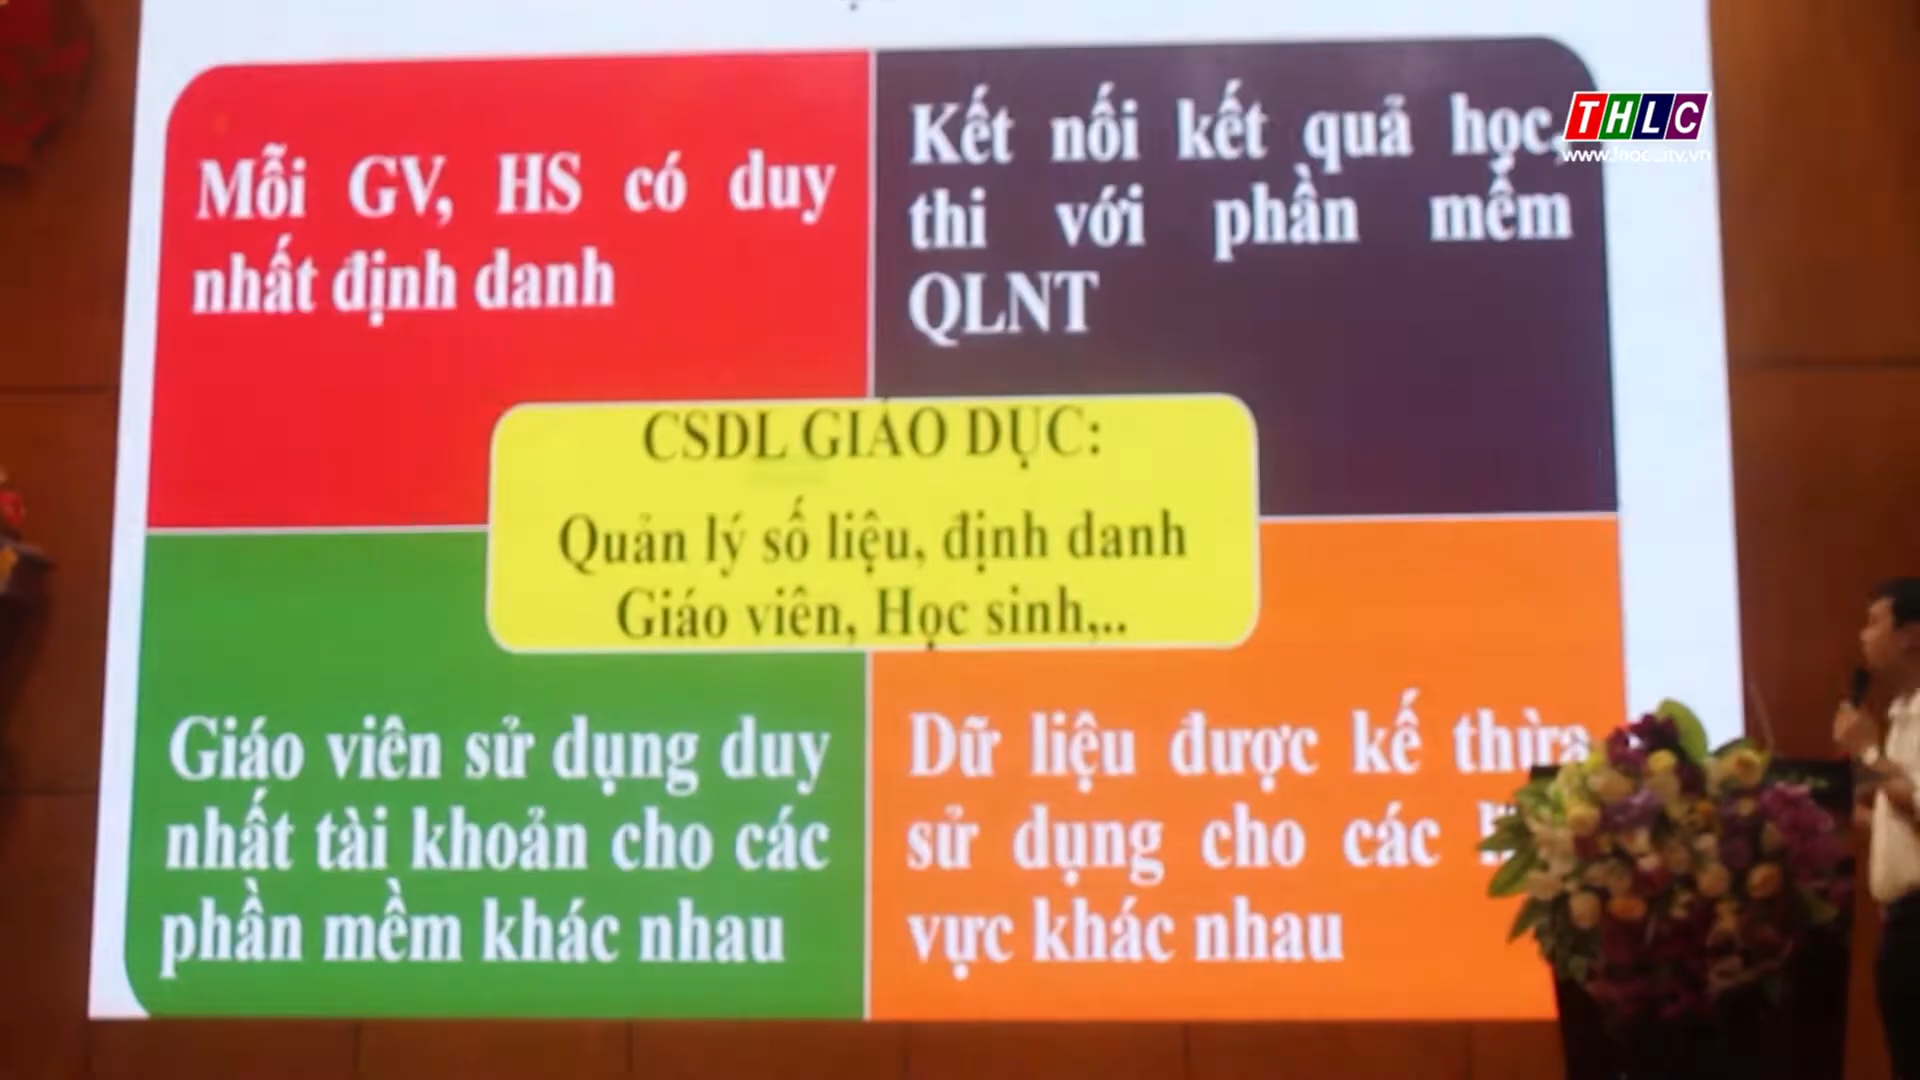 Mỗi GV, HS có duy
nhất định danh
Kết nối kết quả học,
thi với phần mềm
QLNT
CSDL GIÁO DỤC:
Quản lý số liệu, định danh
Giáo viên, Học sinh,..
Giáo viên sử dụng duy
nhất tài khoản cho các
phần mềm khác nhau
Dữ liệu được kế thừa
sử dụng cho các
vực khác nhau
THLC